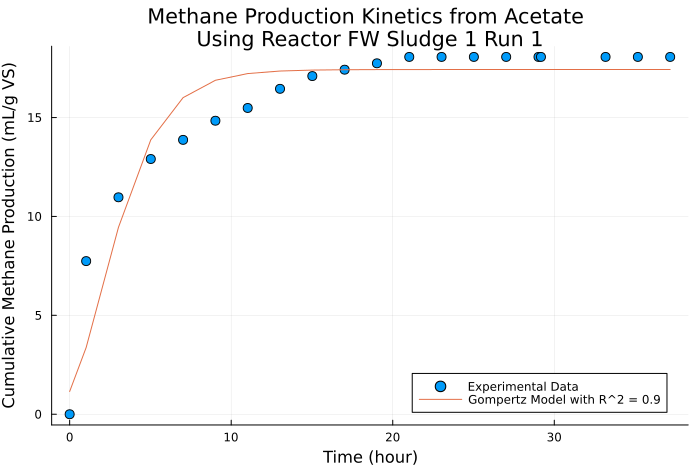 Methane Production Kinetics from Acetate
Using Reactor FW Sludge 1 Run 1
Cumulative Methane Production (mL/g VS)
15
10
5
0
0
10
20
30
Time (hour)
Experimental Data
Gompertz Model with R^2 = 0.9